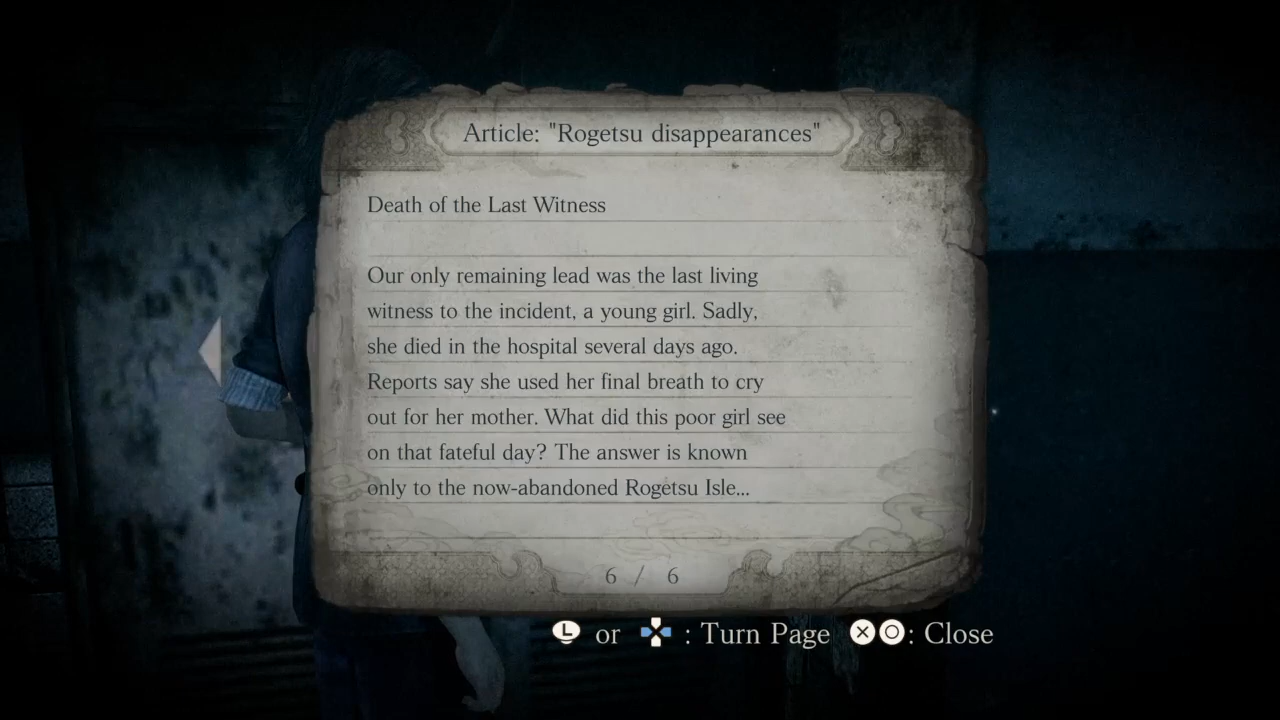 Article: "Rogetsu disappearances"
Death of the Last Witness
Our only remaining lead was the last living
witness to the incident, a young girl. Sadly,
she died in the hospital several days ago.
Reports say she used her final breath to cry
out for her mother. What did this poor girl see
on that fateful day? The answer is known
only to the now-abandoned Rogetsu Isle...
6 / 6
L or : Turn Page : Close